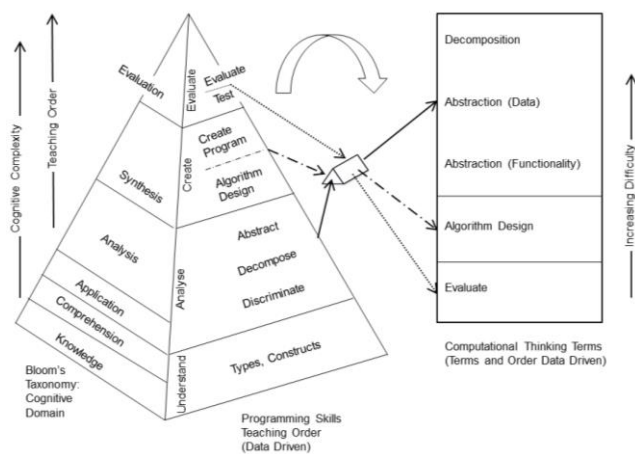 Cognitive Complexity
Teaching Order
Evaluation
Synthesis
Analysis
Application
Comprehension
Knowledge
Bloom's
Taxonomy:
Cognitive
Domain
Evaluate
Create
Analyse
Understand
Evaluate
Test
Create
Program
Algorithm
Design
Abstract
Decompose
Discriminate
Types, Constructs
Programming Skills
Teaching Order
(Data Driven)
Decomposition
Abstraction (Data)
Abstraction (Functionality)
Algorithm Design
Evaluate
Computational Thinking Terms
(Terms and Order Data Driven)
Increasing Difficulty